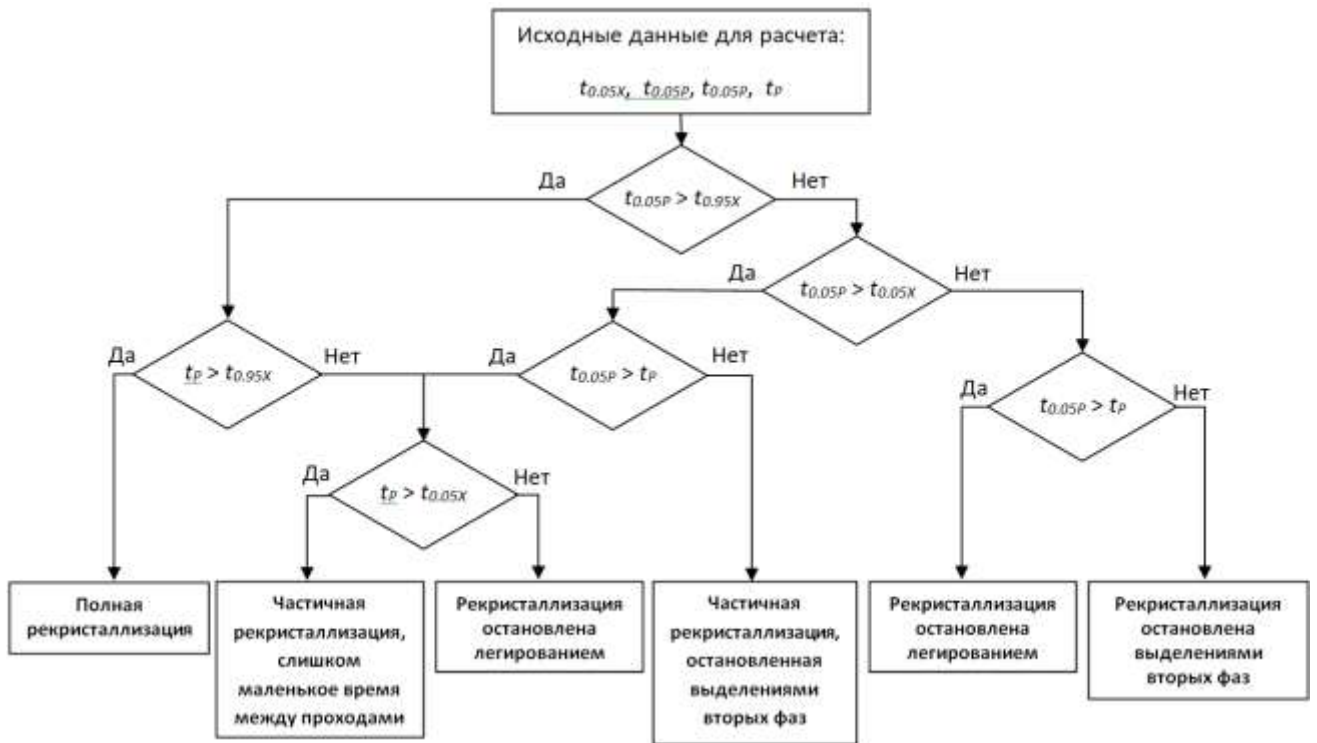 Исходные данные для расчета:
t0.05X, t0.05P, t0.05P, tP
Да
t0.05P > t0.95X
Нет
Да
t0.05P > t0.05X
Нет
Да
tP > t0.95X
Нет
Да
t0.05P > tP
Нет
Да
t0.05P > tP
Нет
Да
tP > t0.05X
Нет
Полная
рекристаллизация
Частичная
рекристаллизация,
слишком
маленькое время
между проходами
Рекристаллизация
остановлена
легированием
Частичная
рекристаллизация,
остановленная
выделениями
вторых фаз
Рекристаллизация
остановлена
легированием
Рекристаллизация
остановлена
выделениями
вторых фаз